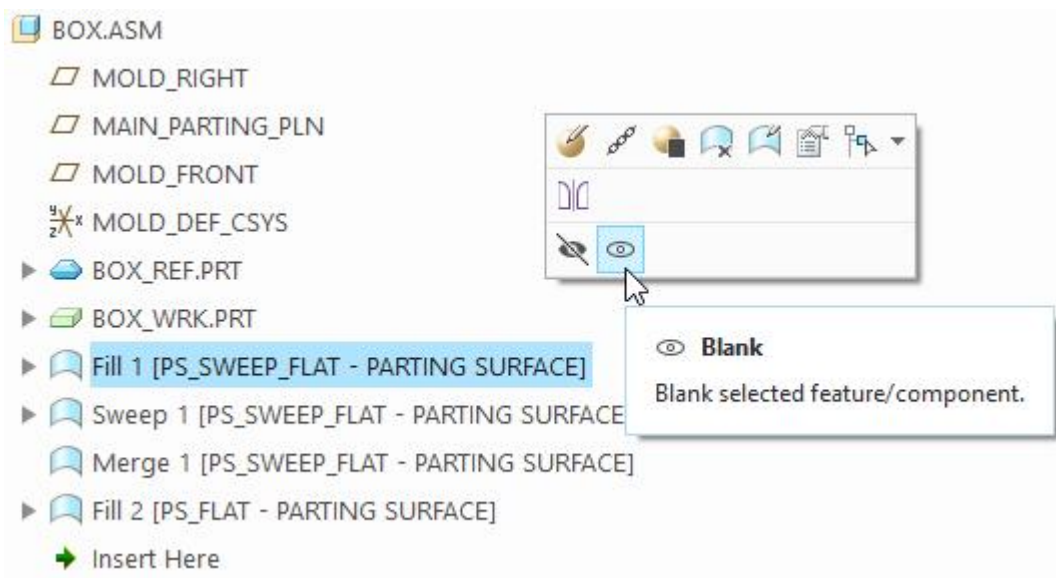 BOX.ASM
MOLD_RIGHT
MAIN_PARTING_PLN
MOLD_FRONT
y x z MOLD_DEF_CSYS
BOX_REF.PRT
BOX_WRK.PRT
Fill 1 [PS_SWEEP_FLAT - PARTING SURFACE]
Sweep 1 [PS_SWEEP_FLAT - PARTING SURFACE
Merge 1 [PS_SWEEP_FLAT - PARTING SURFACE]
Fill 2 [PS_FLAT - PARTING SURFACE]
Insert Here
Blank
Blank selected feature/component.